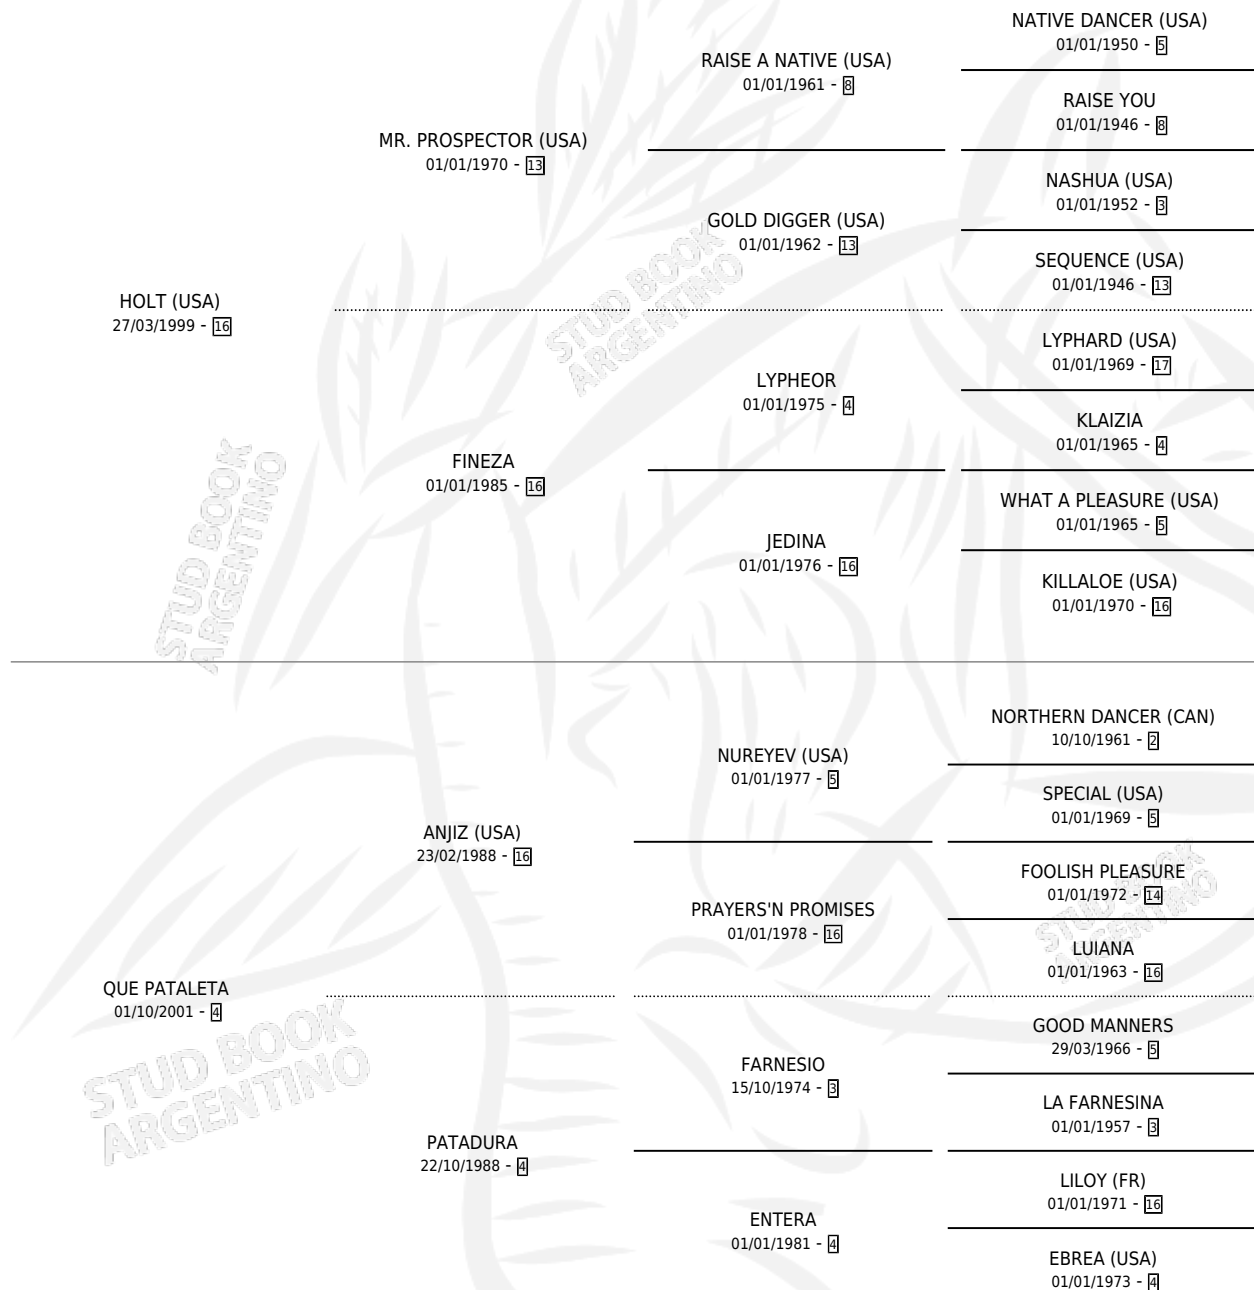 NATIVE DANCER (USA)
01/01/1950 - 5
RAISE A NATIVE (USA)
01/01/1961 - 8
RAISE YOU
01/01/1946 - 8
MR. PROSPECTOR (USA)
01/01/1970 - 13
NASHUA (USA)
01/01/1952 - 3
GOLD DIGGER (USA)
01/01/1962 - 13
SEQUENCE (USA)
01/01/1946 - 13
HOLT (USA)
27/03/1999 - 16
LYPHARD (USA)
01/01/1969 - 17
LYPHEOR
01/01/1975 - 4
KLAIZIA
01/01/1965 - 4
FINEZA
01/01/1985 - 16
WHAT A PLEASURE (USA)
01/01/1965 - 5
JEDINA
01/01/1976 - 16
KILLALOE (USA)
01/01/1970 - 16
NORTHERN DANCER (CAN)
10/10/1961 - 2
NUREYEV (USA)
01/01/1977 - 5
SPECIAL (USA)
01/01/1969 - 5
ANJIZ (USA)
23/02/1988 - 16
FOOLISH PLEASURE
01/01/1972 - 14
PRAYERS'N PROMISES
01/01/1978 - 16
LUIANA
01/01/1963 - 16
QUE PATALETA
01/10/2001 - 4
GOOD MANNERS
29/03/1966 - 5
FARNESIO
15/10/1974 - 3
LA FARNESINA
01/01/1957 - 3
PATADURA
22/10/1988 - 4
LILOY (FR)
01/01/1971 - 16
ENTERA
01/01/1981 - 4
EBREA (USA)
01/01/1973 - 4
STUD BOOK
ARGENTINO
STUD BOOK
ARGENTINO
STUD BOOK
ARGENTINO
STUD BOOK
ARGENTINO